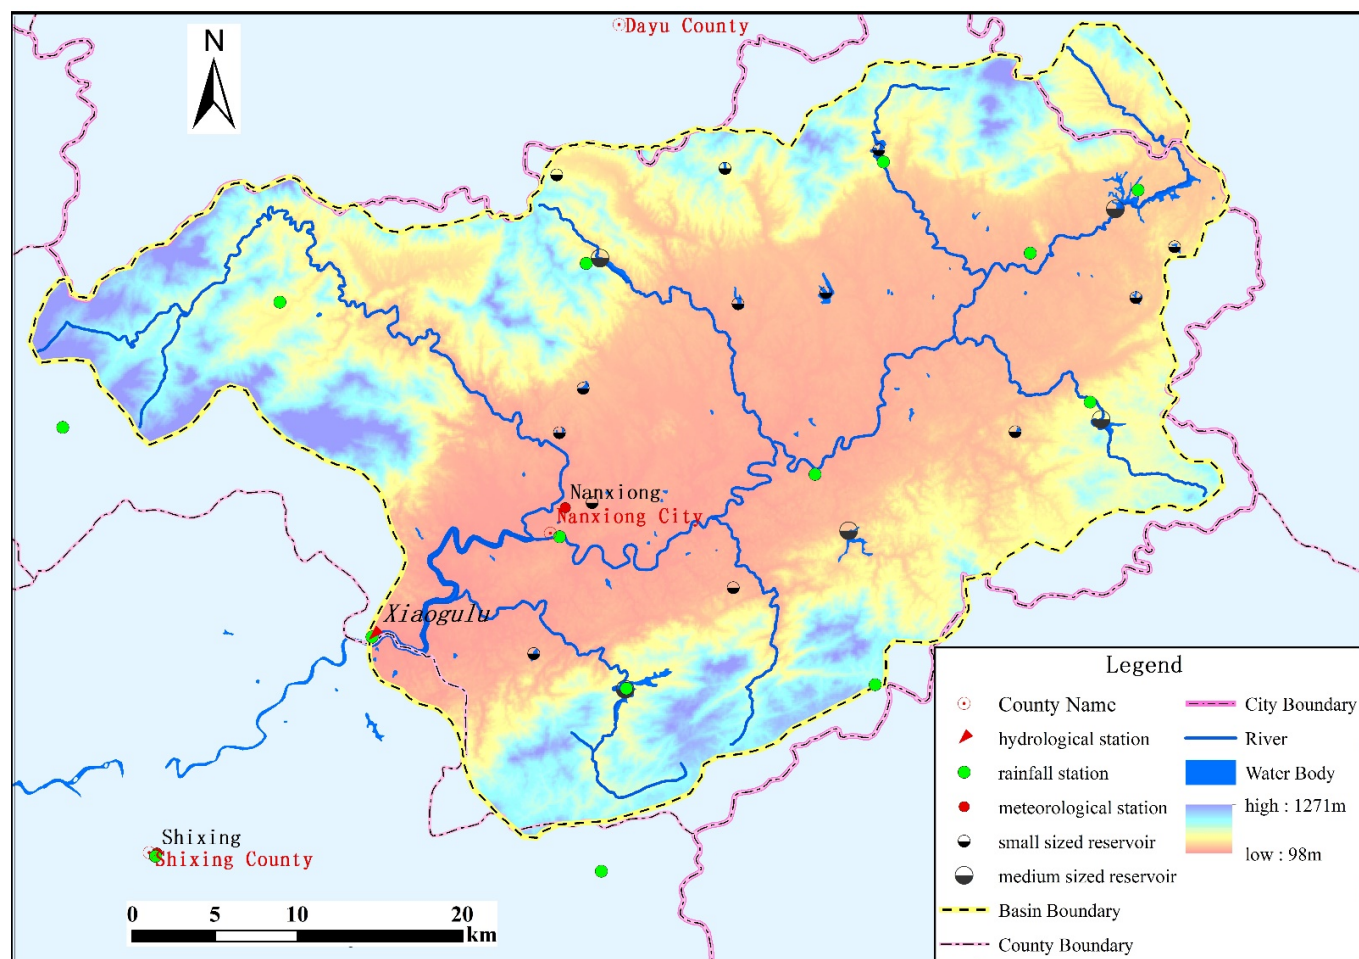 Dayu County
N
Nanxiong
Nanxiong City
Xiaogulu
Shixing
Shixing County
0 5 10 20
km
Legend
County Name
hydrological station
rainfall station
meteorological station
small sized reservoir
medium sized reservoir
Basin Boundary
County Boundary
City Boundary
River
Water Body
high : 1271m
low : 98m